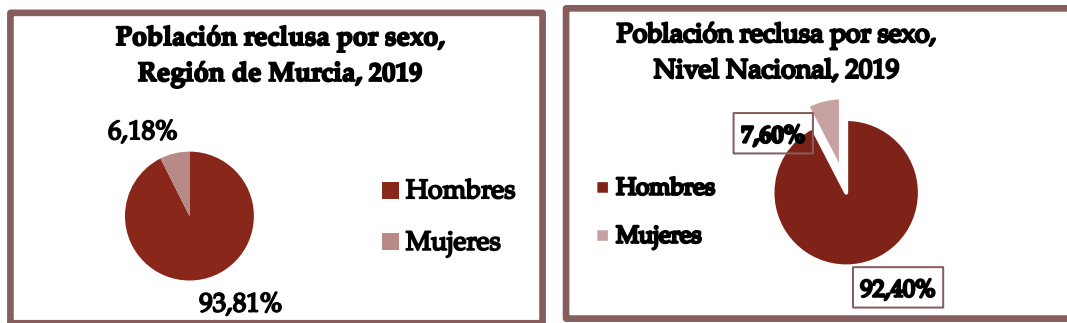 Población reclusa por sexo,
Región de Murcia, 2019
6,18%
Hombres
Mujeres
93,81%
Población reclusa por sexo,
Nivel Nacional, 2019
7,60%
Hombres
Mujeres
92,40%